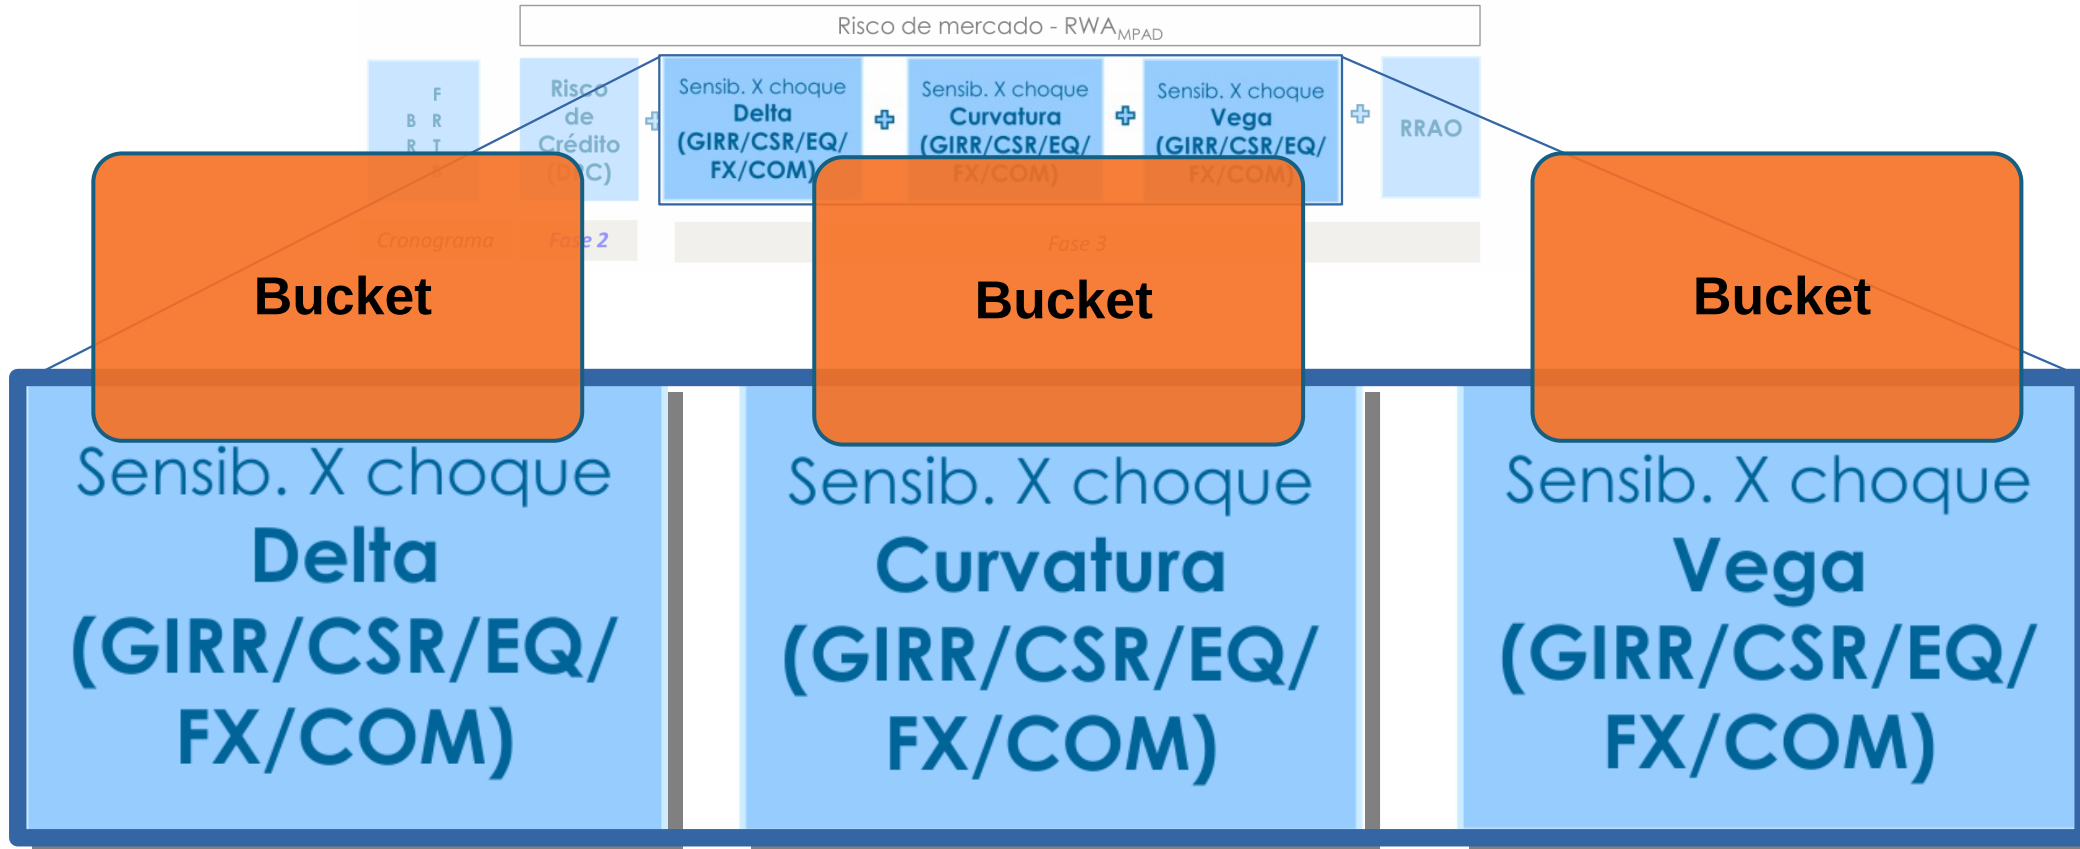 Risco de mercado - RWAMPAD
F
B R
R T
B
Risco
de
Crédito
(DRC)
Sensib. X choque
Delta
(GIRR/CSR/EQ/
FX/COM)
Sensib. X choque
Curvatura
(GIRR/CSR/EQ/
FX/COM)
Sensib. X choque
Vega
(GIRR/CSR/EQ/
FX/COM)
RRAO
Cronograma
Fase 2
Fase 3
Bucket
Bucket
Bucket
Sensib. X choque
Delta
(GIRR/CSR/EQ/
FX/COM)
Sensib. X choque
Curvatura
(GIRR/CSR/EQ/
FX/COM)
Sensib. X choque
Vega
(GIRR/CSR/EQ/
FX/COM)